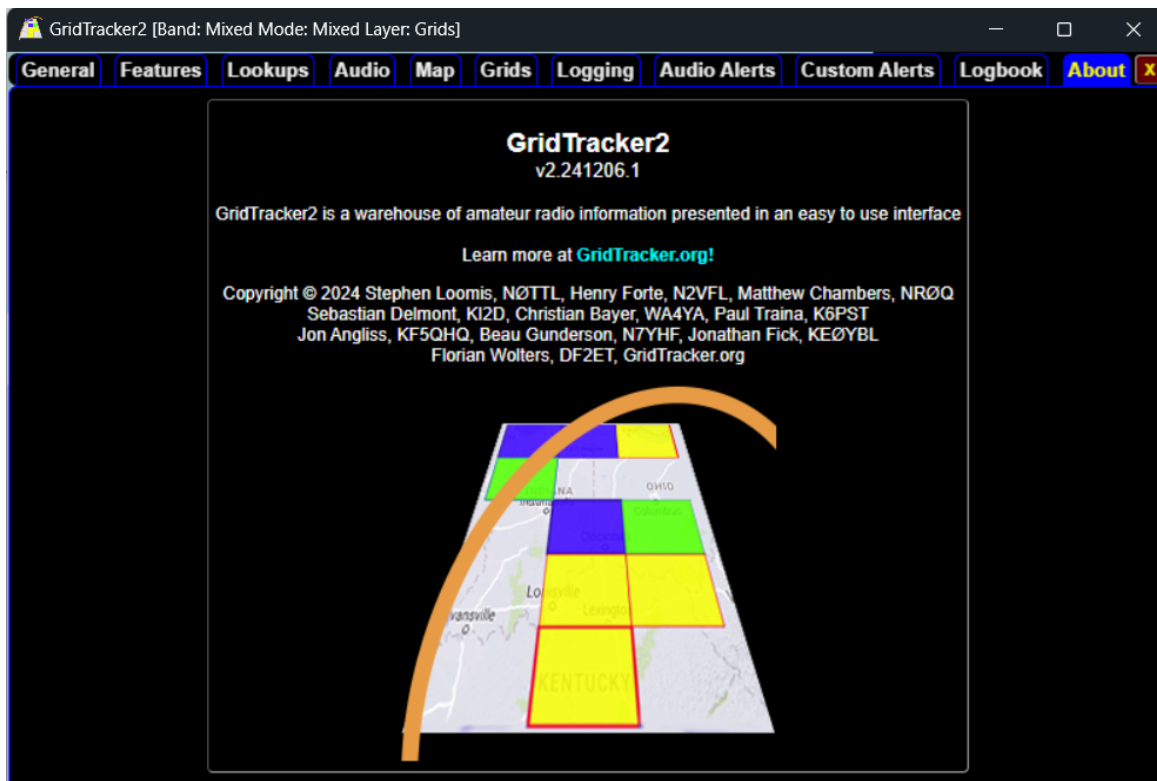 GridTracker2 [Band: Mixed Mode: Mixed Layer: Grids]
General Features Lookups Audio Map Grids Logging Audio Alerts Custom Alerts Logbook About X
GridTracker2
v2.241206.1
GridTracker2 is a warehouse of amateur radio information presented in an easy to use interface
Learn more at GridTracker.org!
Copyright © 2024 Stephen Loomis, NØTTL, Henry Forte, N2VFL, Matthew Chambers, NRØQ
Sebastian Delmont, KI2D, Christian Bayer, WA4YA, Paul Traina, K6PST
Jon Angliss, KF5QHQ, Beau Gunderson, N7YHF, Jonathan Fick, KEØYBL
Florian Wolters, DF2ET, GridTracker.org
OHIO
Columbus
Cincinnati
Louisville
Lexington
KENTUCKY